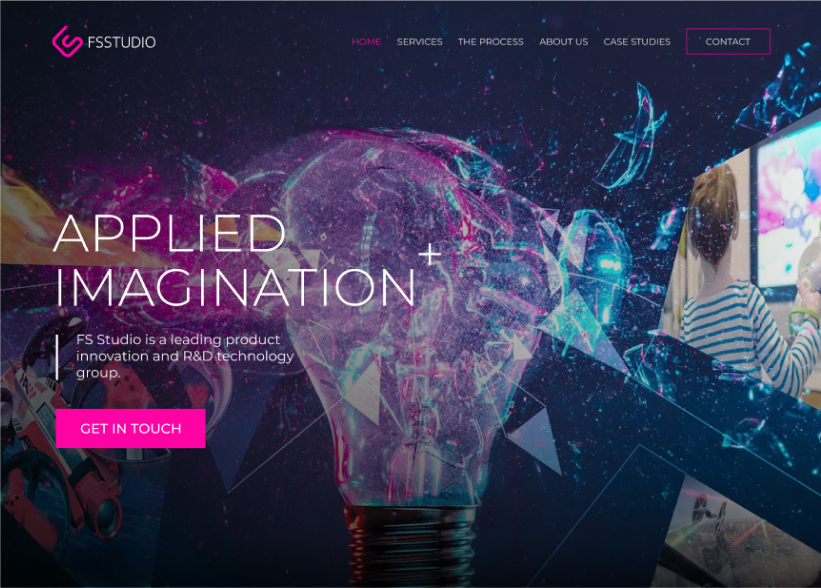 FSSTUDIO
HOME SERVICES THE PROCESS ABOUT US CASE STUDIES CONTACT
APPLIED
IMAGINATION+
FS Studio is a leading product
innovation and R&D technology
group.
GET IN TOUCH